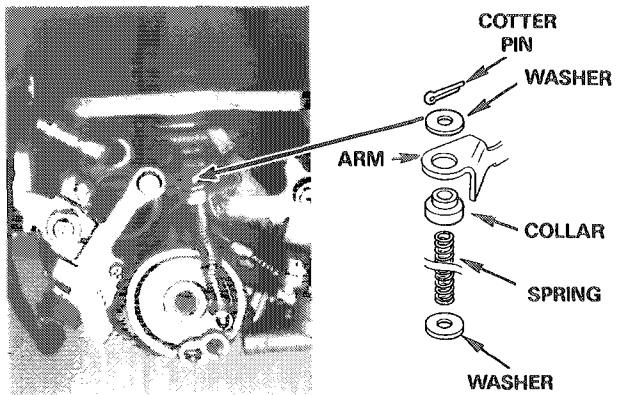 COTTER
PIN
WASHER
ARM
COLLAR
SPRING
WASHER